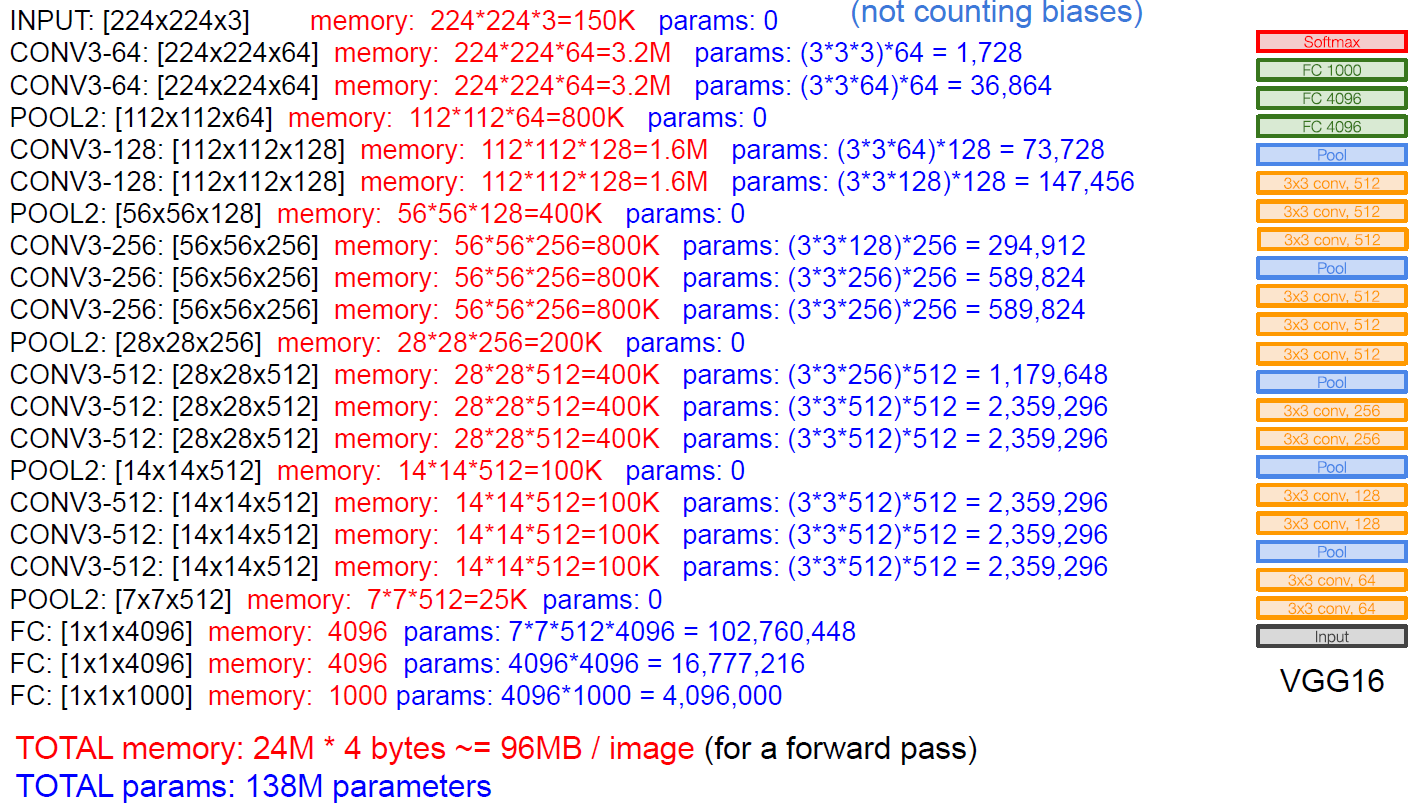 (not counting biases)
INPUT: [224x224x3] memory: 224*224*3=150K params: 0
CONV3-64: [224x224x64] memory: 224*224*64=3.2M params: (3*3*3)*64 = 1,728
CONV3-64: [224x224x64] memory: 224*224*64=3.2M params: (3*3*64)*64 = 36,864
POOL2: [112x112x64] memory: 112*112*64=800K params: 0
CONV3-128: [112x112x128] memory: 112*112*128=1.6M params: (3*3*64)*128 = 73,728
CONV3-128: [112x112x128] memory: 112*112*128=1.6M params: (3*3*128)*128 = 147,456
POOL2: [56x56x128] memory: 56*56*128=400K params: 0
CONV3-256: [56x56x256] memory: 56*56*256=800K params: (3*3*128)*256 = 294,912
CONV3-256: [56x56x256] memory: 56*56*256=800K params: (3*3*256)*256 = 589,824
CONV3-256: [56x56x256] memory: 56*56*256=800K params: (3*3*256)*256 = 589,824
POOL2: [28x28x256] memory: 28*28*256=200K params: 0
CONV3-512: [28x28x512] memory: 28*28*512=400K params: (3*3*256)*512 = 1,179,648
CONV3-512: [28x28x512] memory: 28*28*512=400K params: (3*3*512)*512 = 2,359,296
CONV3-512: [28x28x512] memory: 28*28*512=400K params: (3*3*512)*512 = 2,359,296
POOL2: [14x14x512] memory: 14*14*512=100K params: 0
CONV3-512: [14x14x512] memory: 14*14*512=100K params: (3*3*512)*512 = 2,359,296
CONV3-512: [14x14x512] memory: 14*14*512=100K params: (3*3*512)*512 = 2,359,296
CONV3-512: [14x14x512] memory: 14*14*512=100K params: (3*3*512)*512 = 2,359,296
POOL2: [7x7x512] memory: 7*7*512=25K params: 0
FC: [1x1x4096] memory: 4096 params: 7*7*512*4096 = 102,760,448
FC: [1x1x4096] memory: 4096 params: 4096*4096 = 16,777,216
FC: [1x1x1000] memory: 1000 params: 4096*1000 = 4,096,000
TOTAL memory: 24M * 4 bytes ~= 96MB / image (for a forward pass)
TOTAL params: 138M parameters
Softmax
FC 1000
FC 4096
FC 4096
Pool
3x3 conv, 512
3x3 conv, 512
3x3 conv, 512
Pool
3x3 conv, 512
3x3 conv, 512
3x3 conv, 512
Pool
3x3 conv, 256
3x3 conv, 256
Pool
3x3 conv, 128
3x3 conv, 128
Pool
3x3 conv, 64
3x3 conv, 64
Input
VGG16